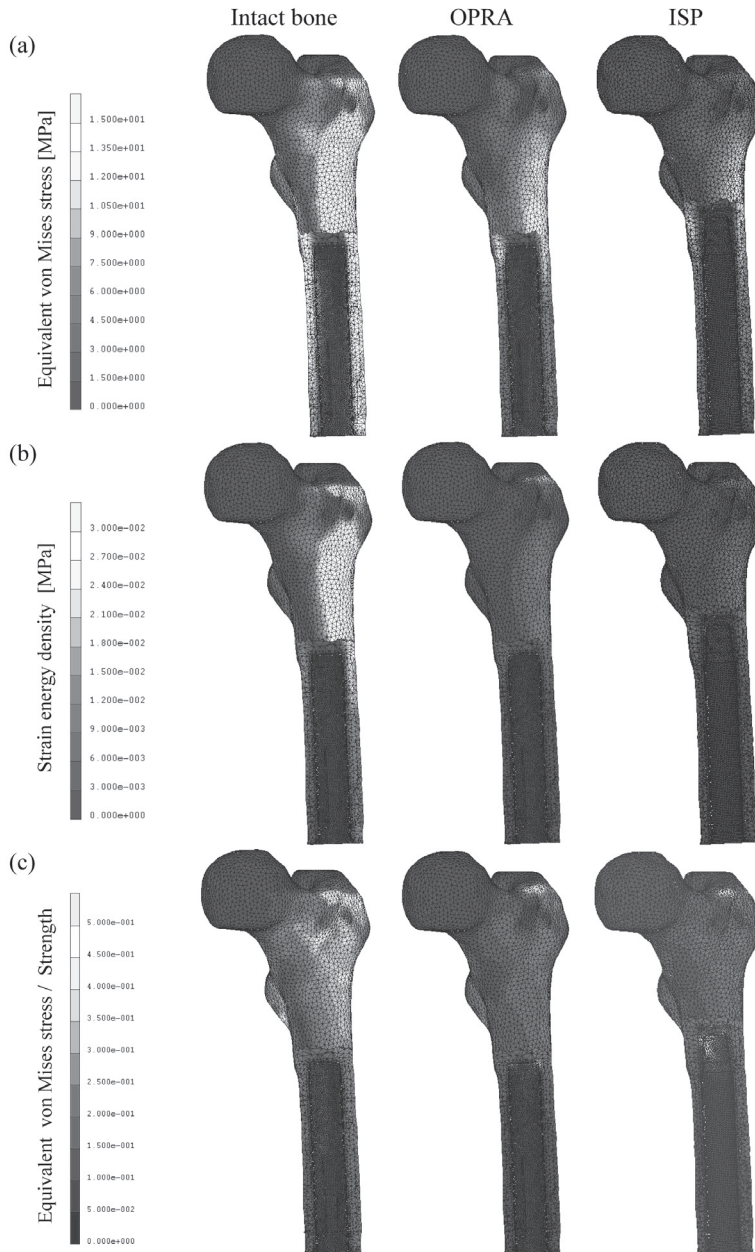 Intact bone OPRA ISP
(a)
Equivalent von Mises stress [MPa]
1.500e+001
1.350e+001
1.200e+001
1.050e+001
9.000e+000
7.500e+000
6.000e+000
4.500e+000
3.000e+000
1.500e+000
0.000e+000
(b)
Strain energy density [MPa]
3.000e-002
2.700e-002
2.400e-002
2.100e-002
1.800e-002
1.500e-002
1.200e-002
9.000e-003
6.000e-003
3.000e-003
0.000e+000
(c)
Equivalent von Mises stress / Strength
5.000e-001
4.500e-001
4.000e-001
3.500e-001
3.000e-001
2.500e-001
2.000e-001
1.500e-001
1.000e-001
5.000e-002
0.000e+000